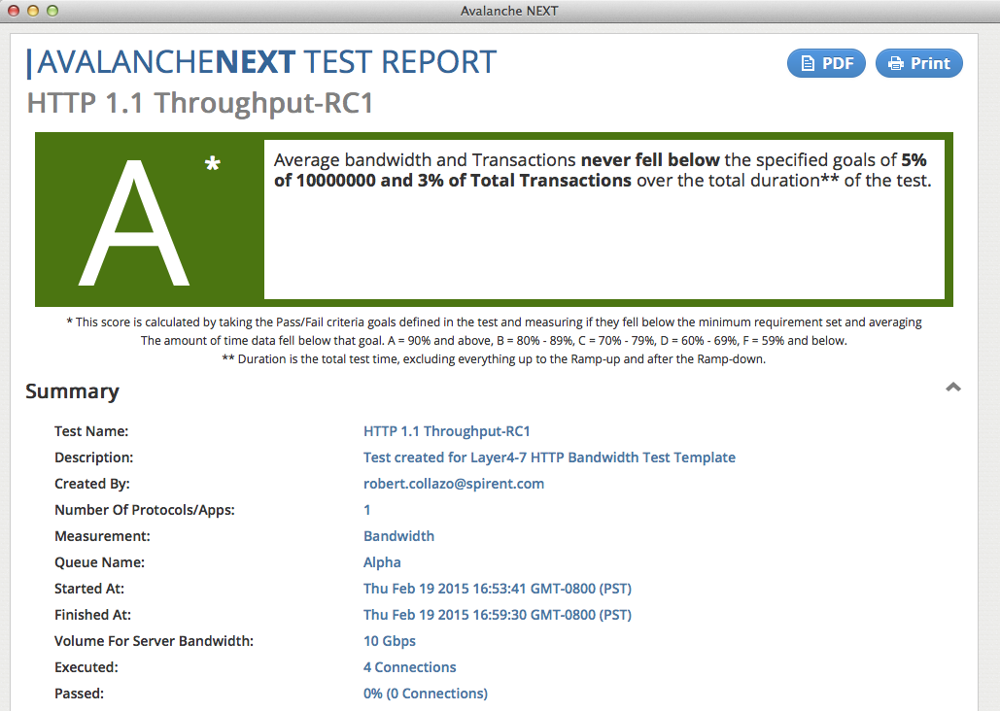 Avalanche NEXT
|AVALANCHENEXT TEST REPORT
PDF
Print
HTTP 1.1 Throughput-RC1
A*
Average bandwidth and Transactions never fell below the specified goals of 5%
of 10000000 and 3% of Total Transactions over the total duration** of the test.
* This score is calculated by taking the Pass/Fail criteria goals defined in the test and measuring if they fell below the minimum requirement set and averaging
The amount of time data fell below that goal. A = 90% and above, B = 80% - 89%, C = 70% - 79%, D = 60% - 69%, F = 59% and below.
** Duration is the total test time, excluding everything up to the Ramp-up and after the Ramp-down.
Summary
Test Name: HTTP 1.1 Throughput-RC1
Description: Test created for Layer4-7 HTTP Bandwidth Test Template
Created By: robert.collazo@spirent.com
Number Of Protocols/Apps: 1
Measurement: Bandwidth
Queue Name: Alpha
Started At: Thu Feb 19 2015 16:53:41 GMT-0800 (PST)
Finished At: Thu Feb 19 2015 16:59:30 GMT-0800 (PST)
Volume For Server Bandwidth: 10 Gbps
Executed: 4 Connections
Passed: 0% (0 Connections)